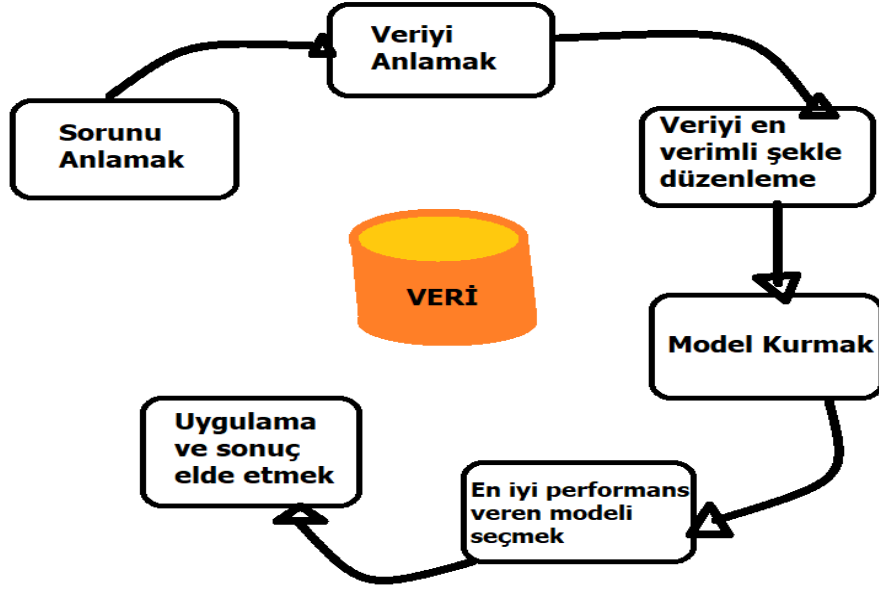 Sorunu
Anlamak
Veriyi
Anlamak
Veriyi en
verimli şekle
düzenleme
Model Kurmak
En iyi performans
veren modeli
seçmek
Uygulama
ve sonuç
elde etmek
VERİ